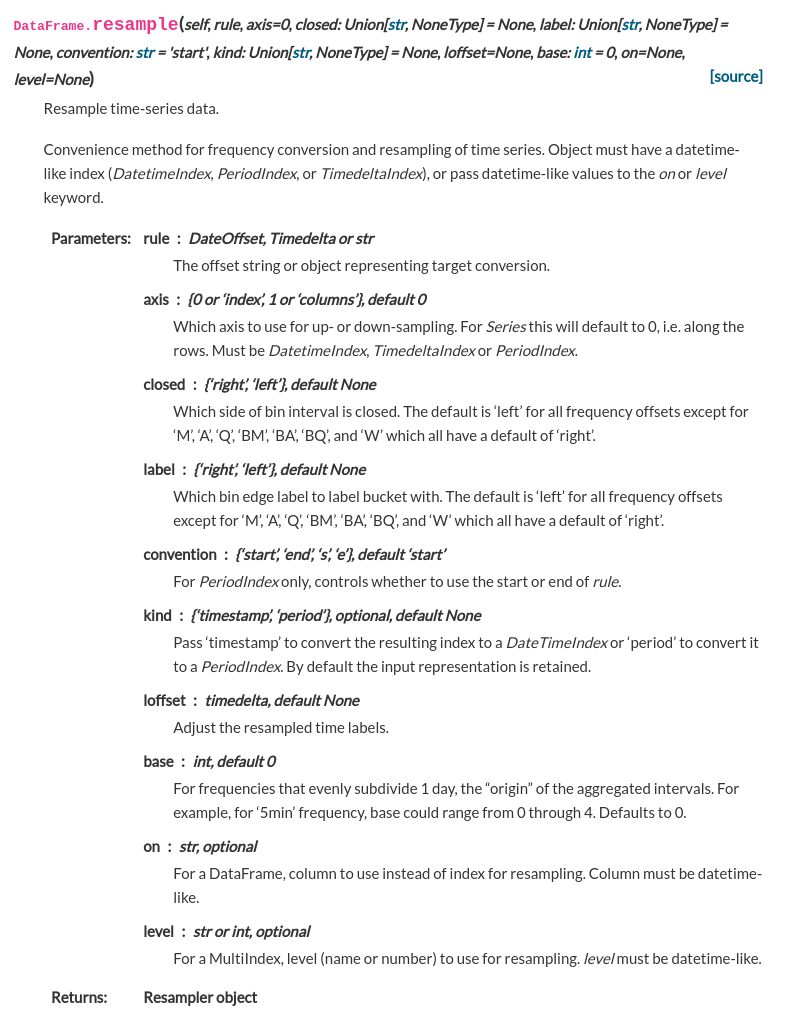 DataFrame.resample(self, rule, axis=0, closed: Union[str, NoneType] = None, label: Union[str, NoneType] =
None, convention: str = 'start', kind: Union[str, NoneType] = None, loffset=None, base: int = 0, on=None,
level=None) [source]
Resample time-series data.
Convenience method for frequency conversion and resampling of time series. Object must have a datetime-
like index (DatetimeIndex, PeriodIndex, or TimedeltaIndex), or pass datetime-like values to the on or level
keyword.
Parameters: rule : DateOffset, Timedelta or str
The offset string or object representing target conversion.
axis : {0 or ‘index’, 1 or ‘columns’}, default 0
Which axis to use for up- or down-sampling. For Series this will default to 0, i.e. along the
rows. Must be DatetimeIndex, TimedeltaIndex or PeriodIndex.
closed : {‘right’, ‘left’}, default None
Which side of bin interval is closed. The default is ‘left’ for all frequency offsets except for
‘M’, ‘A’, ‘Q’, ‘BM’, ‘BA’, ‘BQ’, and ‘W’ which all have a default of ‘right’.
label : {‘right’, ‘left’}, default None
Which bin edge label to label bucket with. The default is ‘left’ for all frequency offsets
except for ‘M’, ‘A’, ‘Q’, ‘BM’, ‘BA’, ‘BQ’, and ‘W’ which all have a default of ‘right’.
convention : {‘start’, ‘end’, ‘s’, ‘e’}, default ‘start’
For PeriodIndex only, controls whether to use the start or end of rule.
kind : {‘timestamp’, ‘period’}, optional, default None
Pass ‘timestamp’ to convert the resulting index to a DateTimeIndex or ‘period’ to convert it
to a PeriodIndex. By default the input representation is retained.
loffset : timedelta, default None
Adjust the resampled time labels.
base : int, default 0
For frequencies that evenly subdivide 1 day, the “origin” of the aggregated intervals. For
example, for ‘5min’ frequency, base could range from 0 through 4. Defaults to 0.
on : str, optional
For a DataFrame, column to use instead of index for resampling. Column must be datetime-
like.
level : str or int, optional
For a MultiIndex, level (name or number) to use for resampling. level must be datetime-like.
Returns: Resampler object